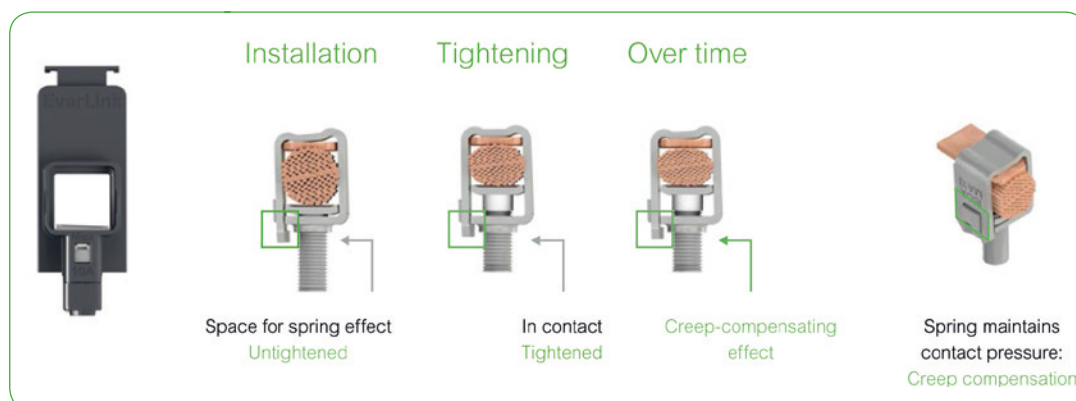 EverLink
Installation
Tightening
Over time
Space for spring effect
Untightened
In contact
Tightened
Creep-compensating
effect
Spring maintains
contact pressure:
Creep compensation